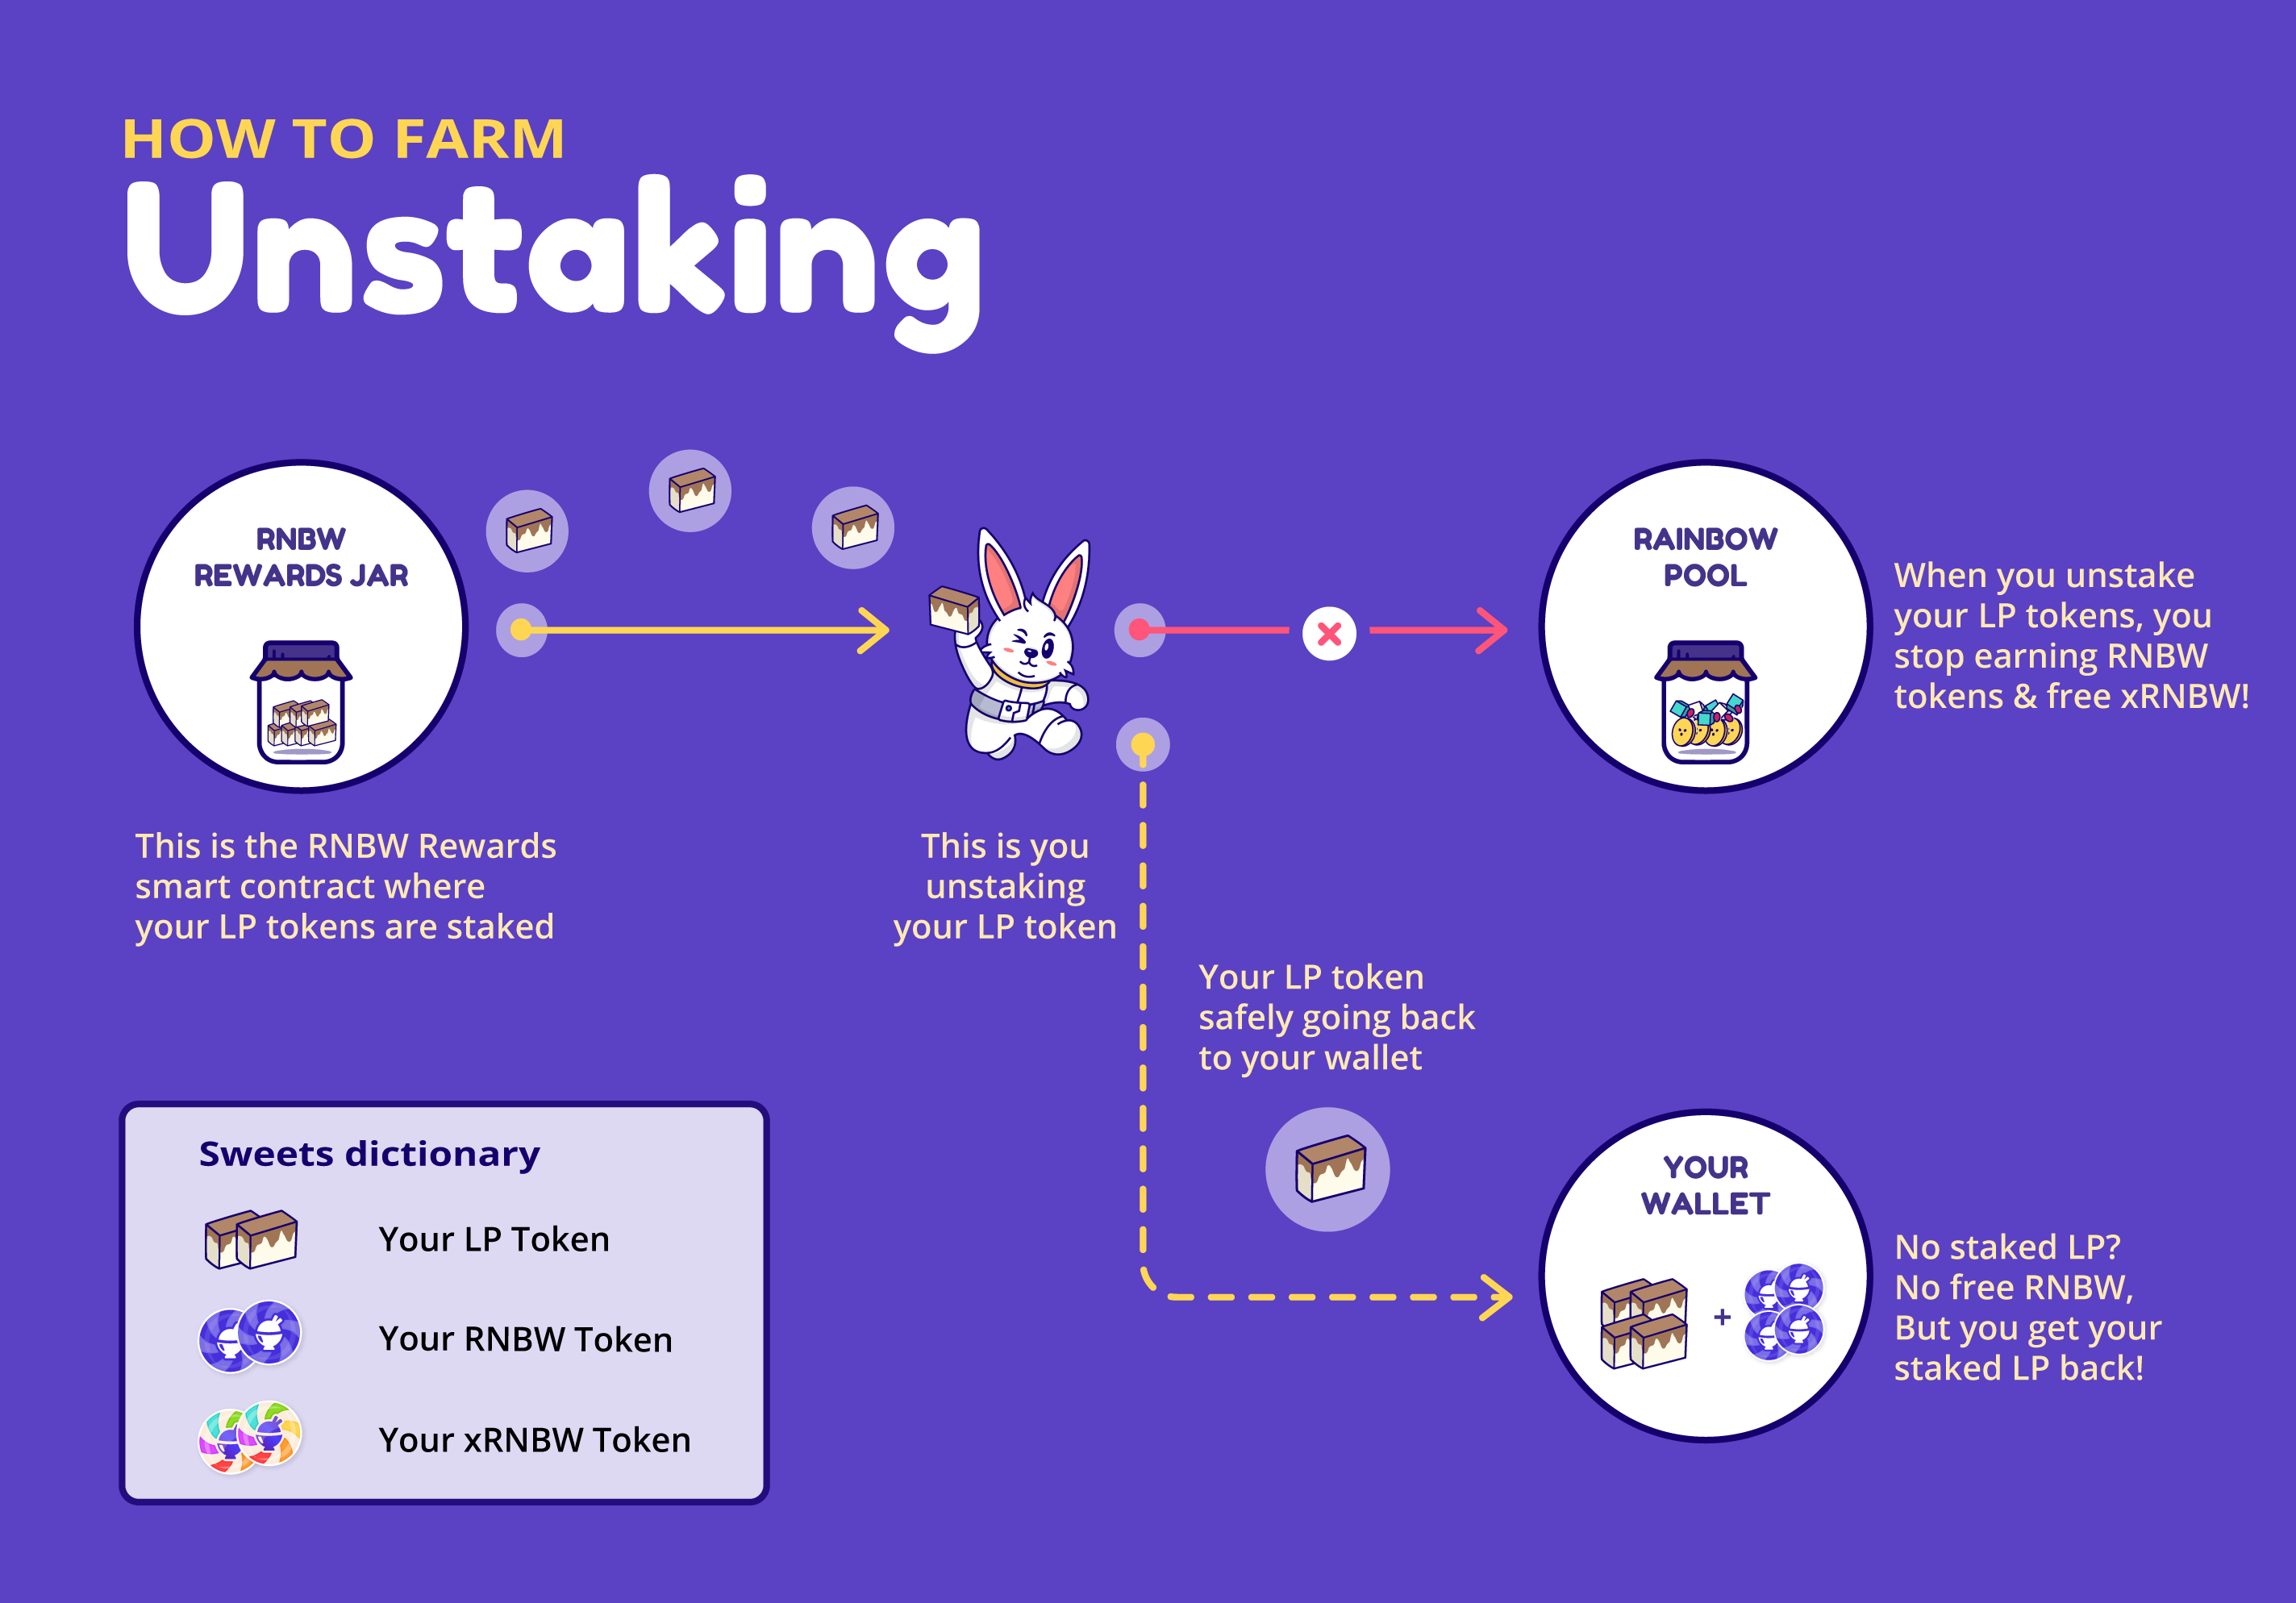 HOW TO FARM
Unstaking
RNBW
REWARDS JAR
This is the RNBW Rewards
smart contract where
your LP tokens are staked
This is you
unstaking
your LP token
RAINBOW
POOL
When you unstake
your LP tokens, you
stop earning RNBW
tokens & free xRNBW!
Your LP token
safely going back
to your wallet
YOUR
WALLET
+
No staked LP?
No free RNBW,
But you get your
staked LP back!
Sweets dictionary
Your LP Token
Your RNBW Token
Your xRNBW Token